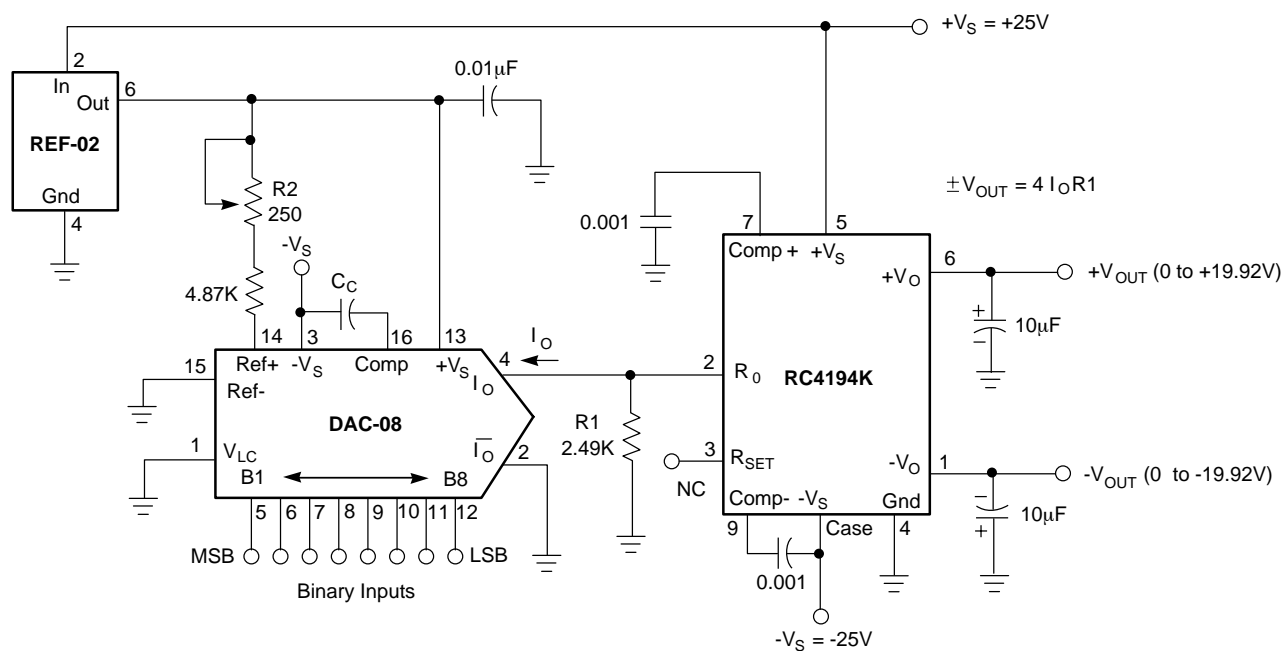 +VS = +25V
2
In
Out
6
REF-02
Gnd
4
0.01μF
R2
250
4.87K
-VS
CC
14
3
16
13
Ref+
-VS
Comp
+VS
15
Ref-
DAC-08
4
IO
IO
1
VLC
IO
2
B1
B8
5
6
7
8
9
10
11
12
MSB
LSB
Binary Inputs
R1
2.49K
0.001
7
5
Comp +
+VS
±VOUT = 4 IOR1
6
+VO
+VOUT (0 to +19.92V)
+
−
10μF
2
R0
RC4194K
3
RSET
NC
-VO
1
-VOUT (0 to -19.92V)
−
+
10μF
Comp-
-VS
Gnd
9
Case
4
0.001
-VS = -25V